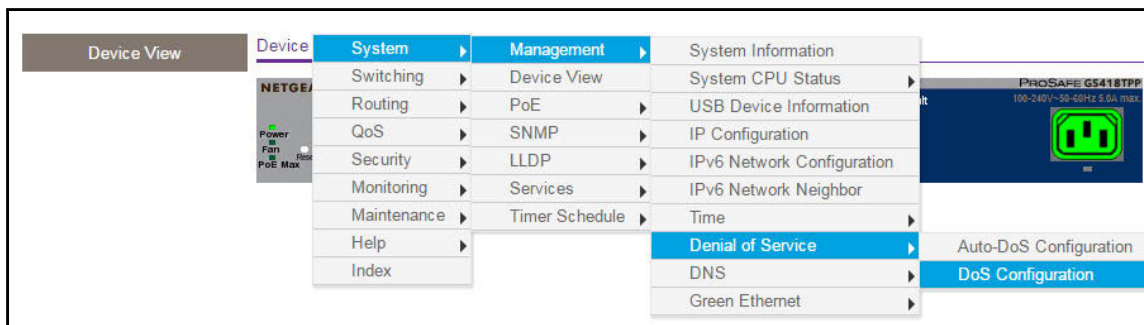 Device View
Device
System
Management
System Information
Switching
Device View
System CPU Status
Routing
PoE
USB Device Information
QoS
SNMP
IP Configuration
Security
LLDP
IPv6 Network Configuration
Monitoring
Services
IPv6 Network Neighbor
Maintenance
Timer Schedule
Time
Help
Denial of Service
Auto-DoS Configuration
Index
DNS
DoS Configuration
Green Ethernet
NETGEA
Power
Fan
Rese
PoE Max
PROSAFE GS418TPP
100-240V~50-60Hz 5.0A max.